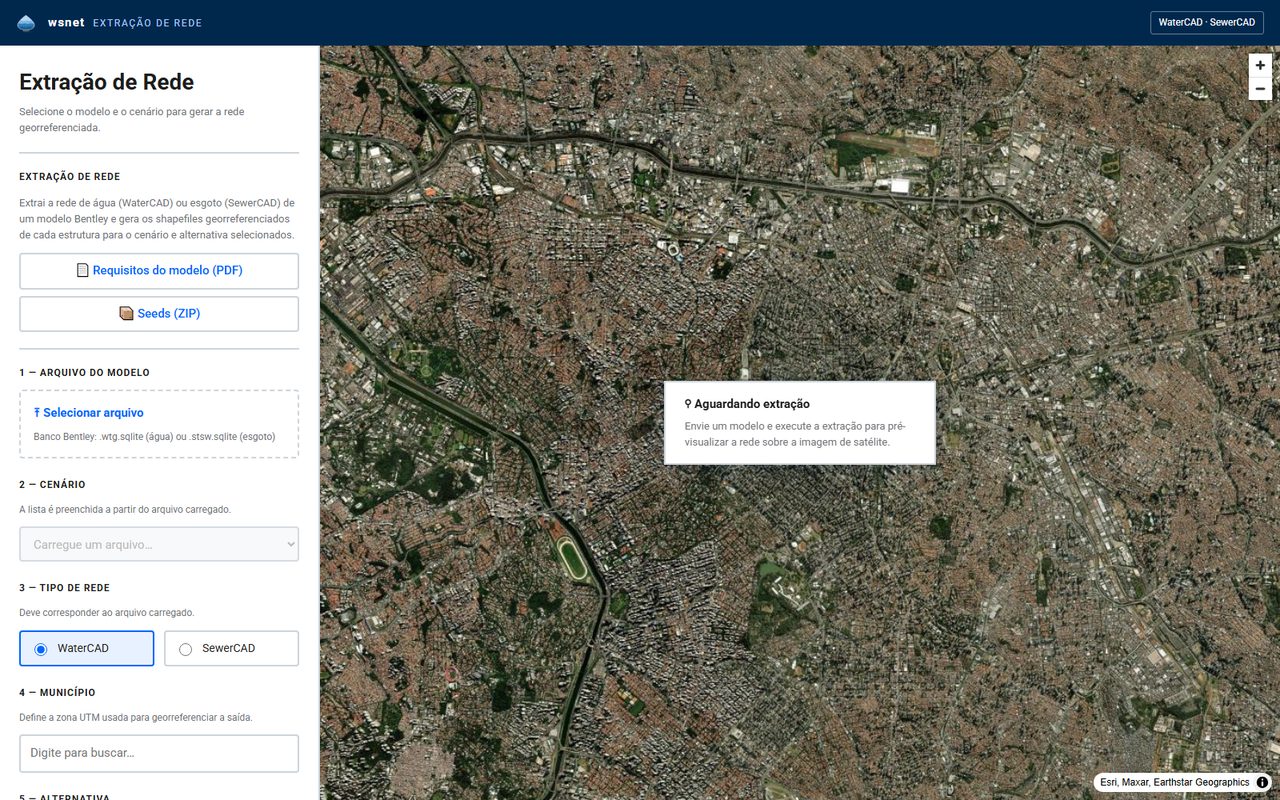 wsnet EXTRAÇÃO DE REDE
WaterCAD · SewerCAD
Extração de Rede
Selecione o modelo e o cenário para gerar a rede
georreferenciada.
EXTRAÇÃO DE REDE
Extrai a rede de água (WaterCAD) ou esgoto (SewerCAD) de
um modelo Bentley e gera os shapefiles georreferenciados
de cada estrutura para o cenário e alternativa selecionados.
Requisitos do modelo (PDF)
Seeds (ZIP)
1 — ARQUIVO DO MODELO
Selecionar arquivo
Banco Bentley: .wtg.sqlite (água) ou .stsw.sqlite (esgoto)
2 — CENÁRIO
A lista é preenchida a partir do arquivo carregado.
Carregue um arquivo...
3 — TIPO DE REDE
Deve corresponder ao arquivo carregado.
WaterCAD
SewerCAD
4 — MUNICÍPIO
Define a zona UTM usada para georreferenciar a saída.
Digite para buscar...
5 — ALTERNATIVA
Aguardando extração
Envie um modelo e execute a extração para pré-
visualizar a rede sobre a imagem de satélite.
Esri, Maxar, Earthstar Geographics